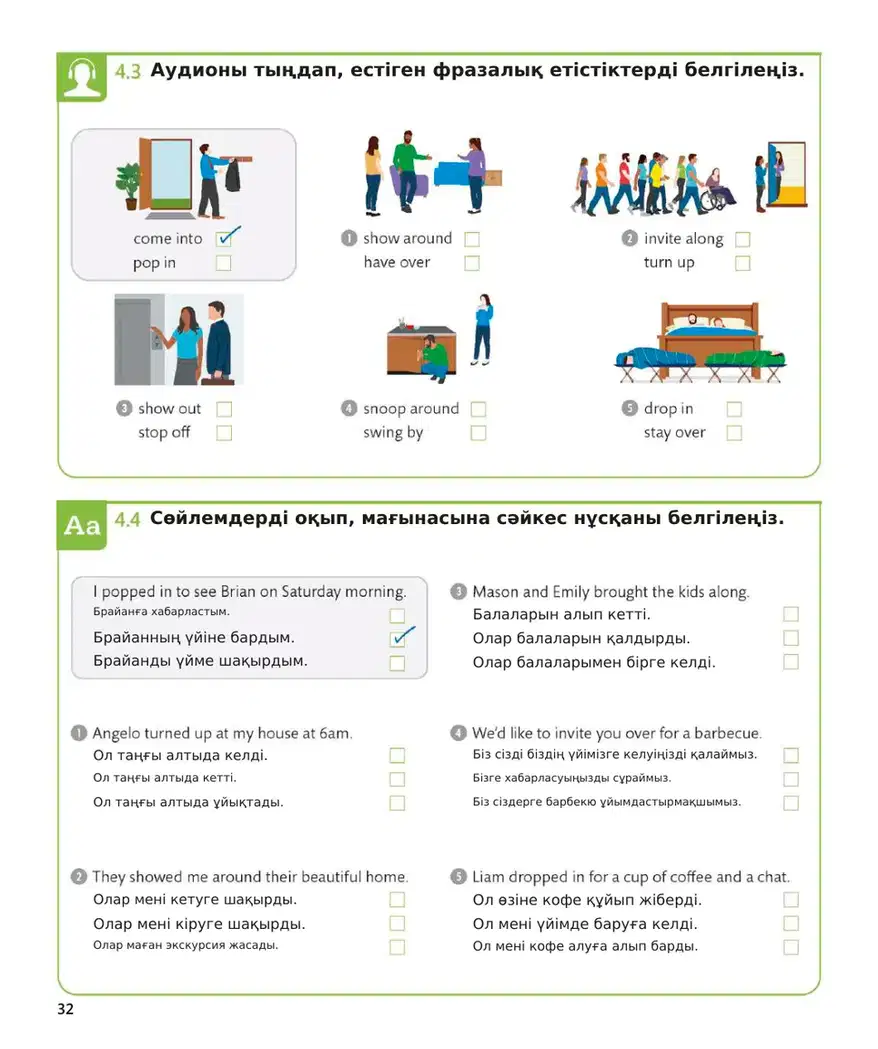 4.3 Аудионы тыңдап, естіген фразалық етістіктерді белгілеңіз.
come into
pop in
1 show around
have over
2 invite along
turn up
3 show out
stop off
4 snoop around
swing by
5 drop in
stay over
Aa 4.4 Сөйлемдерді оқып, мағынасына сәйкес нұсқаны белгілеңіз.
I popped in to see Brian on Saturday morning.
Брайанға хабарластым.
Брайанның үйіне бардым.
Брайанды үйме шақырдым.
1 Angelo turned up at my house at 6am.
Ол таңғы алтыда келді.
Ол таңғы алтыда кетті.
Ол таңғы алтыда ұйықтады.
2 They showed me around their beautiful home.
Олар мені кетуге шақырды.
Олар мені кіруге шақырды.
Олар маған экскурсия жасады.
3 Mason and Emily brought the kids along.
Балаларын алып кетті.
Олар балаларын қалдырды.
Олар балаларымен бірге келді.
4 We'd like to invite you over for a barbecue.
Біз сізді біздің үйімізге келуіңізді қалаймыз.
Бізге хабарласуыңызды сұраймыз.
Біз сіздерге барбекю ұйымдастырмақшымыз.
5 Liam dropped in for a cup of coffee and a chat.
Ол өзіне кофе құйып жіберді.
Ол мені үйімде баруға келді.
Ол мені кофе алуға алып барды.
32